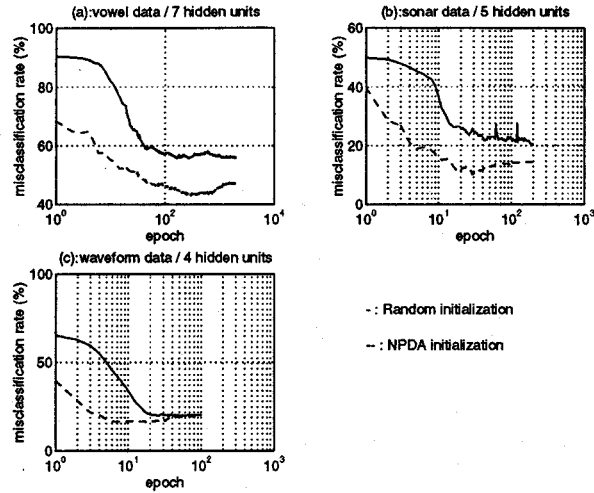 (a):vowel data / 7 hidden units
misclassification rate (%)
100
80
60
40
10^0
10^2
10^4
epoch
(b):sonar data / 5 hidden units
misclassification rate (%)
60
40
20
0
10^0
10^1
10^2
10^3
epoch
(c):waveform data / 4 hidden units
misclassification rate (%)
100
50
0
10^0
10^1
10^2
10^3
epoch
- : Random initialization
-- : NPDA initialization